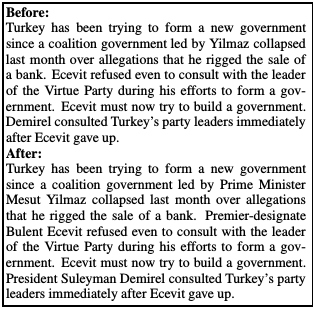 Before:
Turkey has been trying to form a new government
since a coalition government led by Yilmaz collapsed
last month over allegations that he rigged the sale of
a bank. Ecevit refused even to consult with the leader
of the Virtue Party during his efforts to form a gov-
ernment. Ecevit must now try to build a government.
Demirel consulted Turkey's party leaders immediately
after Ecevit gave up.
After:
Turkey has been trying to form a new government
since a coalition government led by Prime Minister
Mesut Yilmaz collapsed last month over allegations
that he rigged the sale of a bank. Premier-designate
Bulent Ecevit refused even to consult with the leader
of the Virtue Party during his efforts to form a gov-
ernment. Ecevit must now try to build a government.
President Suleyman Demirel consulted Turkey's party
leaders immediately after Ecevit gave up.